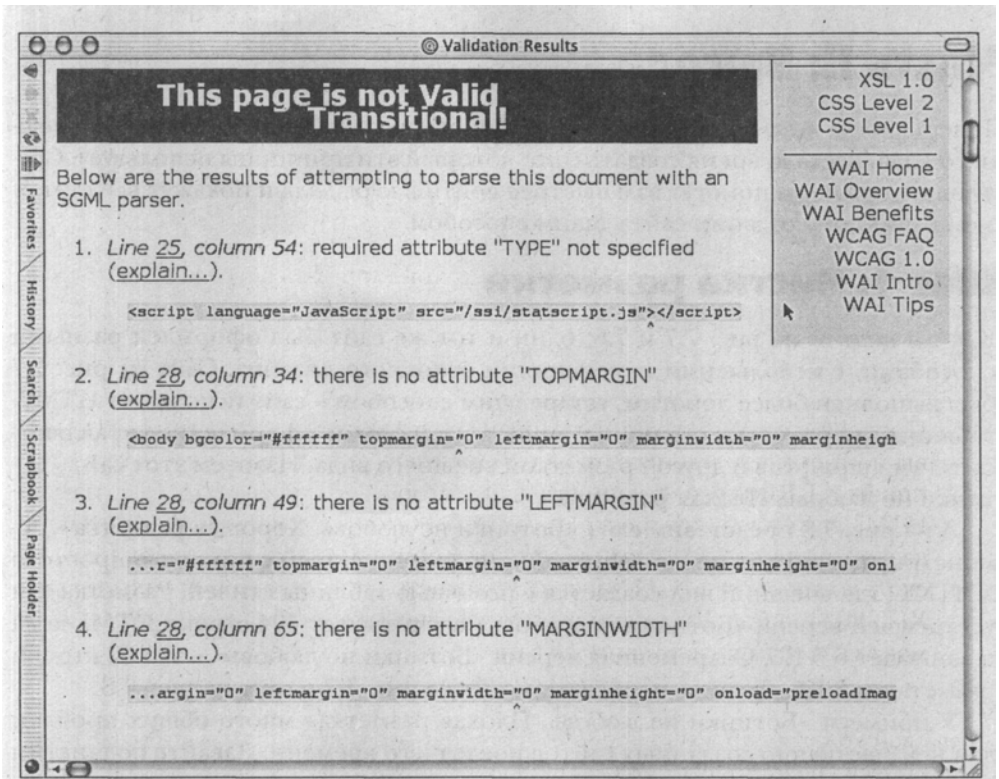 @ Validation Results
This page is not Valid
Transitional!
XSL 1.0
CSS Level 2
CSS Level 1
WAI Home
WAI Overview
WAI Benefits
WCAG FAQ
WCAG 1.0
WAI Intro
WAI Tips
Favorites
History
Search
Scrapbook
Page Holder
Below are the results of attempting to parse this document with an
SGML parser.
1. Line 25, column 54: required attribute "TYPE" not specified
(explain...).
<script language="JavaScript" src="/ssi/statscript.js"></script>
^
2. Line 28, column 34: there is no attribute "TOPMARGIN"
(explain...).
<body bgcolor="#ffffff" topmargin="0" leftmargin="0" marginwidth="0" marginheigh
^
3. Line 28, column 49: there is no attribute "LEFTMARGIN"
(explain...).
...r="#ffffff" topmargin="0" leftmargin="0" marginwidth="0" marginheight="0" onl
^
4. Line 28, column 65: there is no attribute "MARGINWIDTH"
(explain...).
...argin="0" leftmargin="0" marginwidth="0" marginheight="0" onload="preloadImag
^